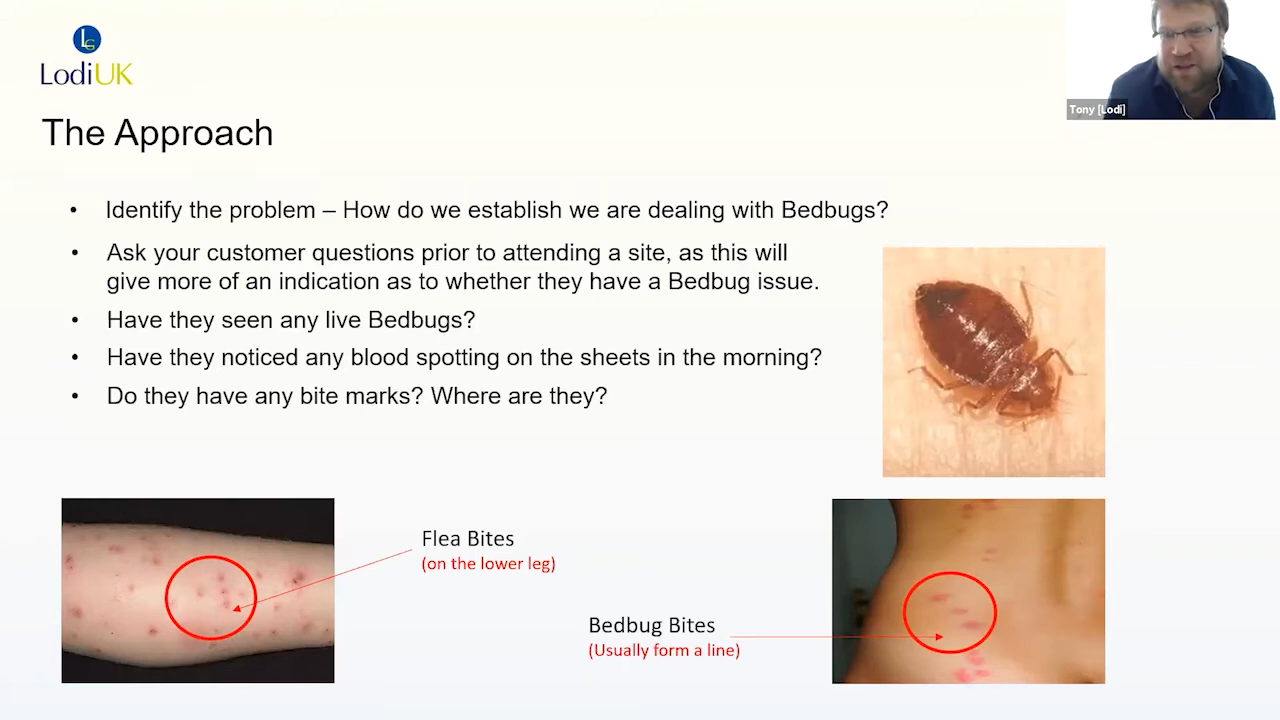 LG
LodiUK
Tony [Lodi]
The Approach
• Identify the problem – How do we establish we are dealing with Bedbugs?
• Ask your customer questions prior to attending a site, as this will
give more of an indication as to whether they have a Bedbug issue.
• Have they seen any live Bedbugs?
• Have they noticed any blood spotting on the sheets in the morning?
• Do they have any bite marks? Where are they?
Flea Bites
(on the lower leg)
Bedbug Bites
(Usually form a line)